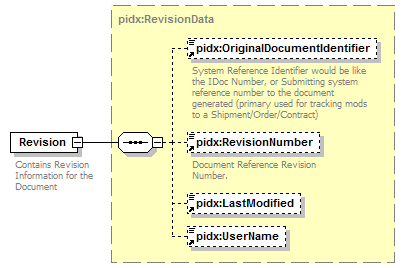 pidx:RevisionData
pidx:OriginalDocumentIdentifier
System Reference Identifier would be like
the IDoc Number, or Submitting system
reference number to the document
generated (primary used for tracking mods
to a Shipment/Order/Contract)
Revision
Contains Revision
Information for the
Document
pidx:RevisionNumber
Document Reference Revision
Number.
pidx:LastModified
pidx:UserName